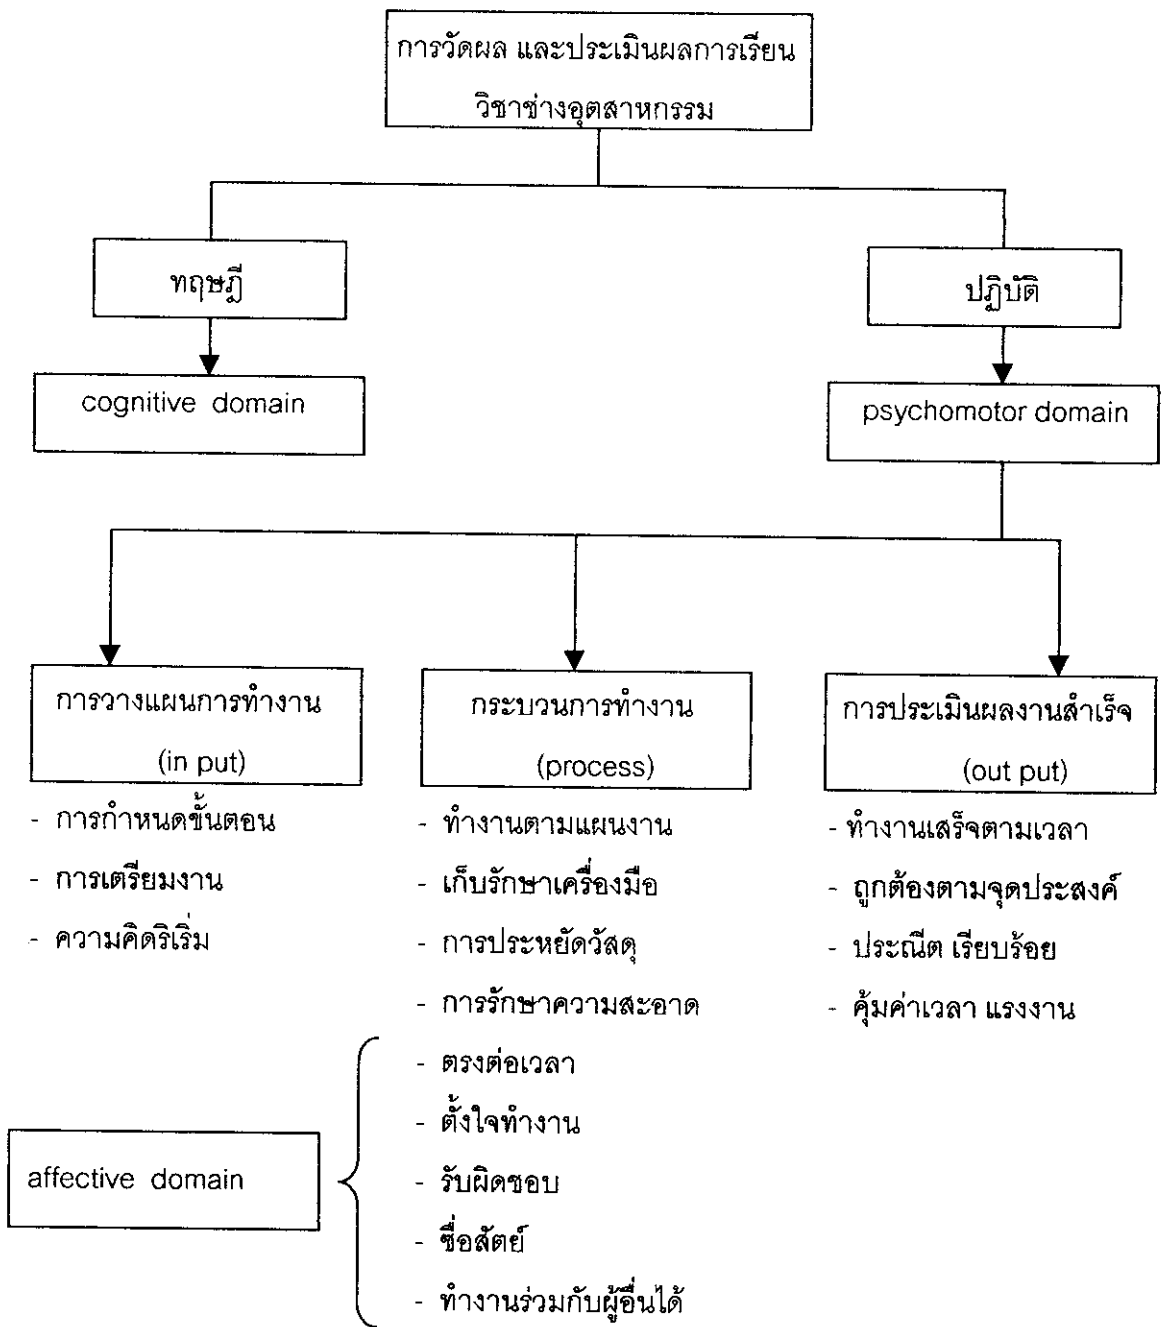 การวัดผล และประเมินผลการเรียน
วิชาช่างอุตสาหกรรม
ทฤษฎี
ปฏิบัติ
cognitive domain
psychomotor domain
การวางแผนการทำงาน
(in put)
- การกำหนดขั้นตอน
- การเตรียมงาน
- ความคิดริเริ่ม
กระบวนการทำงาน
(process)
- ทำงานตามแผนงาน
- เก็บรักษาเครื่องมือ
- การประหยัดวัสดุ
- การรักษาความสะอาด
- ตรงต่อเวลา
- ตั้งใจทำงาน
- รับผิดชอบ
- ซื่อสัตย์
- ทำงานร่วมกับผู้อื่นได้
การประเมินผลงานสำเร็จ
(out put)
- ทำงานเสร็จตามเวลา
- ถูกต้องตามจุดประสงค์
- ประณีต เรียบร้อย
- คุ้มค่าเวลา แรงงาน
affective domain